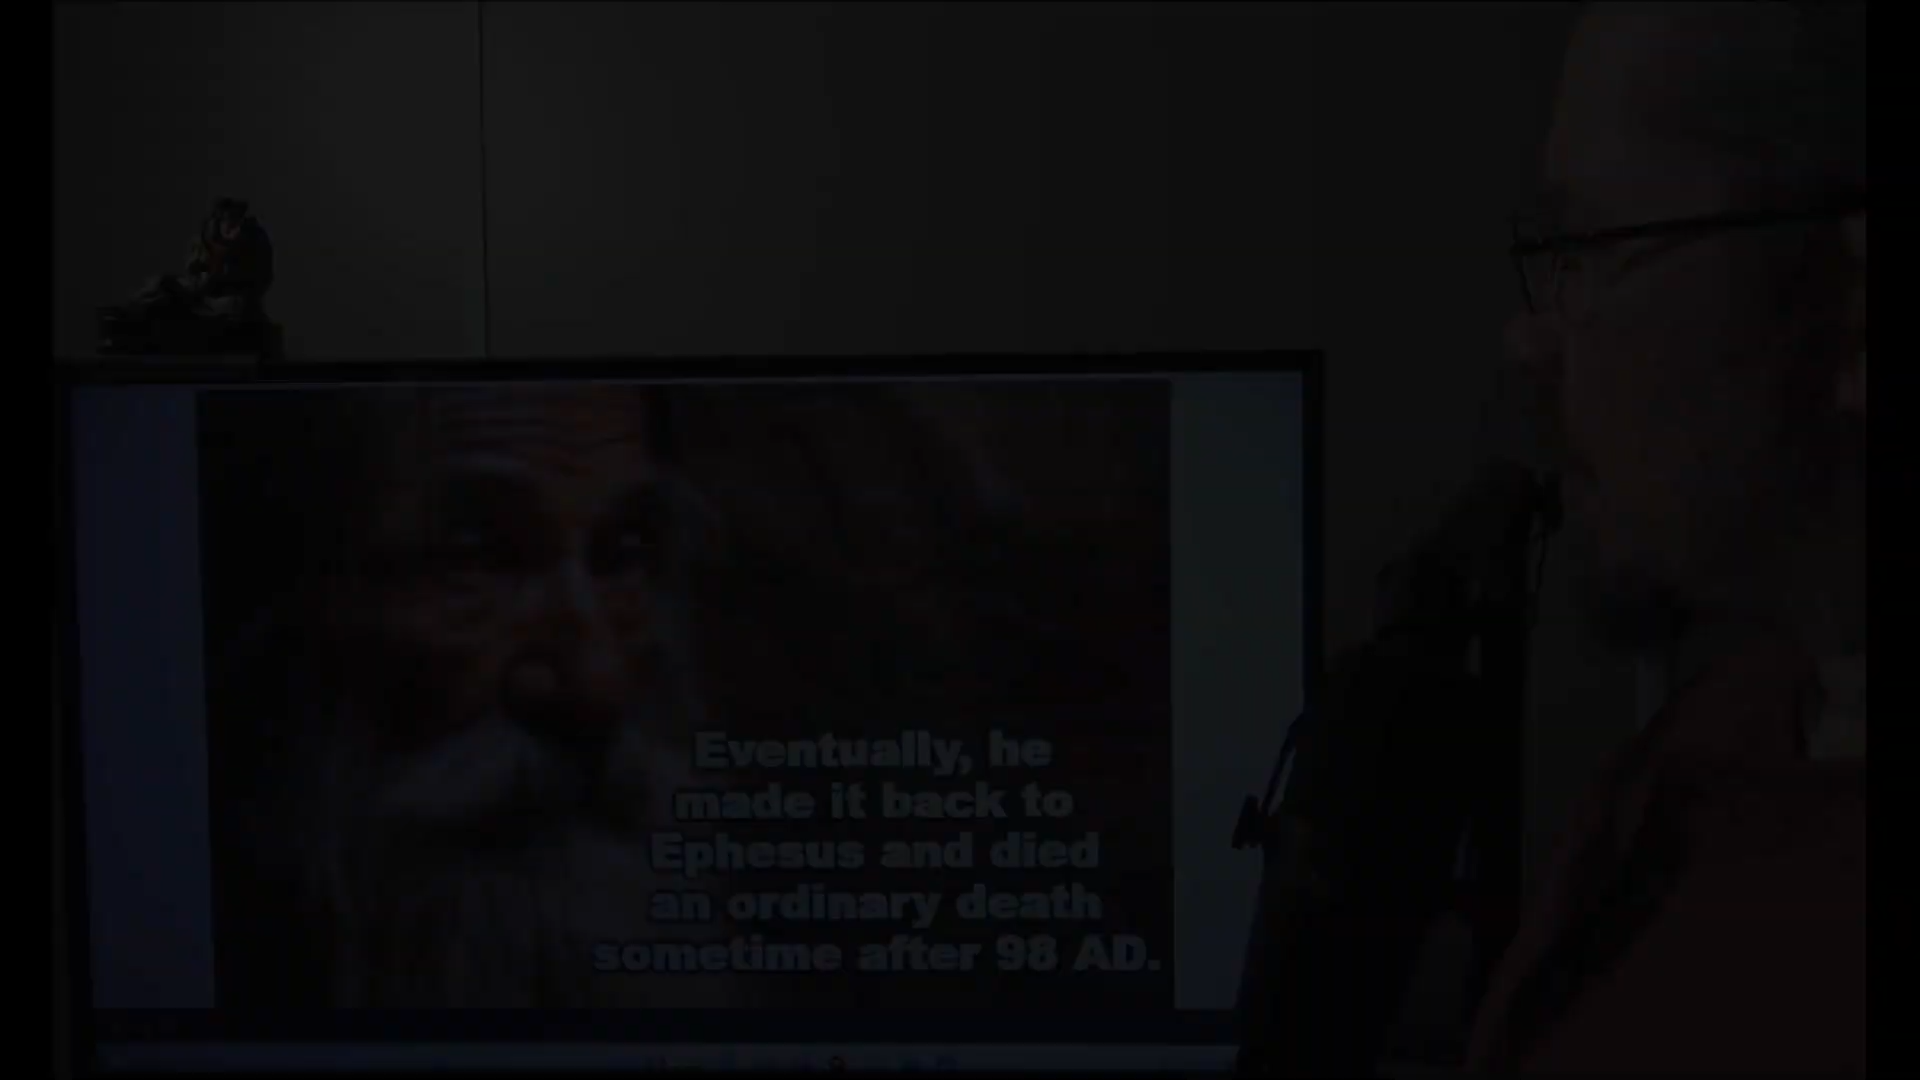 Eventually, he
made it back to
Ephesus and died
an ordinary death
sometime after 98 AD.